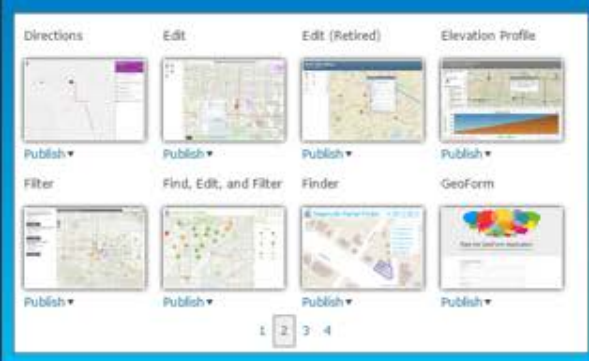 Directions
Edit
Edit (Retired)
Elevation Profile
Publish▾
Publish▾
Publish▾
Publish▾
Filter
Find, Edit, and Filter
Finder
GeoForm
Publish▾
Publish▾
Publish▾
Publish▾
1 2 3 4